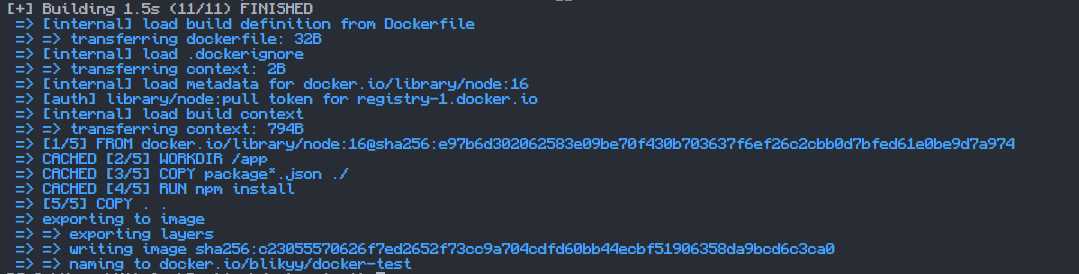 [+] Building 1.5s (11/11) FINISHED
=> [internal] load build definition from Dockerfile
=> => transferring dockerfile: 32B
=> [internal] load .dockerignore
=> => transferring context: 2B
=> [internal] load metadata for docker.io/library/node:16
=> [auth] library/node:pull token for registry-1.docker.io
=> [internal] load build context
=> => transferring context: 794B
=> [1/5] FROM docker.io/library/node:16@sha256:e97b6d302062583e09be70f430b703637f6ef26c2cbb0d7bfed61e0be9d7a974
=> CACHED [2/5] WORKDIR /app
=> CACHED [3/5] COPY package*.json ./
=> CACHED [4/5] RUN npm install
=> [5/5] COPY . .
=> exporting to image
=> => exporting layers
=> => writing image sha256:c23055570626f7ed2652f73cc9a704cdfd60bb44ecbf51906358da9bcd6c3ca0
=> => naming to docker.io/blikyy/docker-test